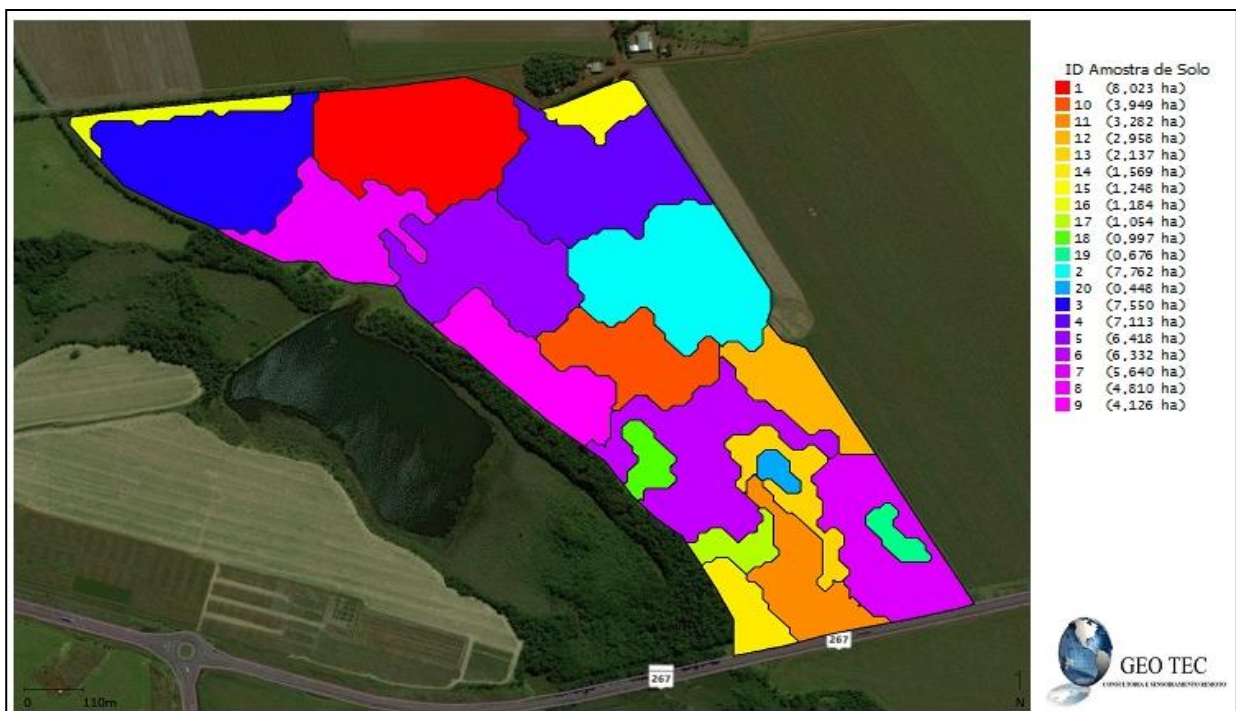 ID Amostra de Solo
1 (8,023 ha)
10 (3,949 ha)
11 (3,282 ha)
12 (2,958 ha)
13 (2,137 ha)
14 (1,569 ha)
15 (1,248 ha)
16 (1,184 ha)
17 (1,054 ha)
18 (0,997 ha)
19 (0,676 ha)
2 (7,762 ha)
20 (0,448 ha)
3 (7,550 ha)
4 (7,113 ha)
5 (6,418 ha)
6 (6,332 ha)
7 (5,640 ha)
8 (4,810 ha)
9 (4,126 ha)
267
267
0 110m
N
GEO TEC
CONSULTORIA E SENSORIAMENTO REMOTO